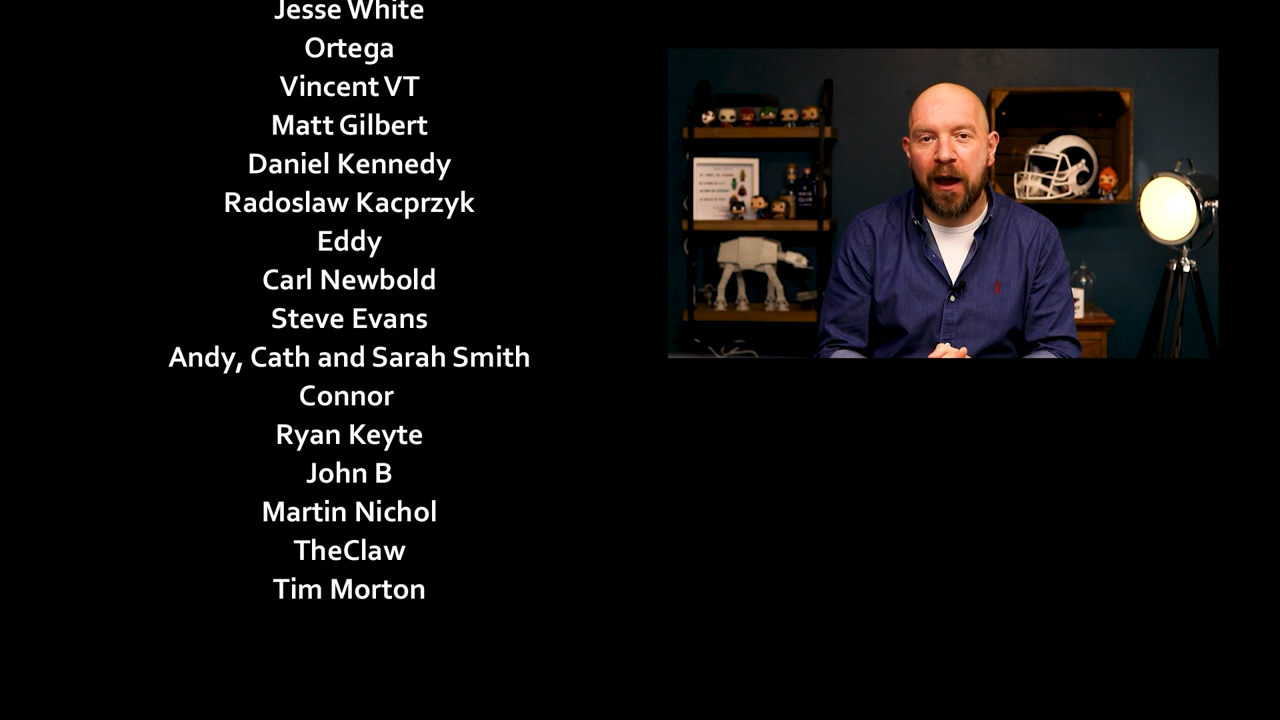 Jesse White
Ortega
Vincent VT
Matt Gilbert
Daniel Kennedy
Radoslaw Kacprzyk
Eddy
Carl Newbold
Steve Evans
Andy, Cath and Sarah Smith
Connor
Ryan Keyte
John B
Martin Nichol
TheClaw
Tim Morton